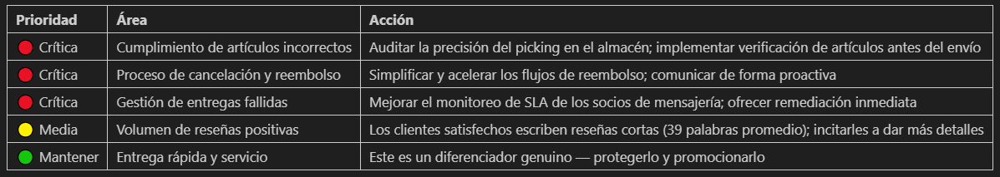 Prioridad Área Acción
Crítica Cumplimiento de artículos incorrectos Auditar la precisión del picking en el almacén; implementar verificación de artículos antes del envío
Crítica Proceso de cancelación y reembolso Simplificar y acelerar los flujos de reembolso; comunicar de forma proactiva
Crítica Gestión de entregas fallidas Mejorar el monitoreo de SLA de los socios de mensajería; ofrecer remediación inmediata
Media Volumen de reseñas positivas Los clientes satisfechos escriben reseñas cortas (39 palabras promedio); incitarles a dar más detalles
Mantener Entrega rápida y servicio Este es un diferenciador genuino — protegerlo y promocionarlo